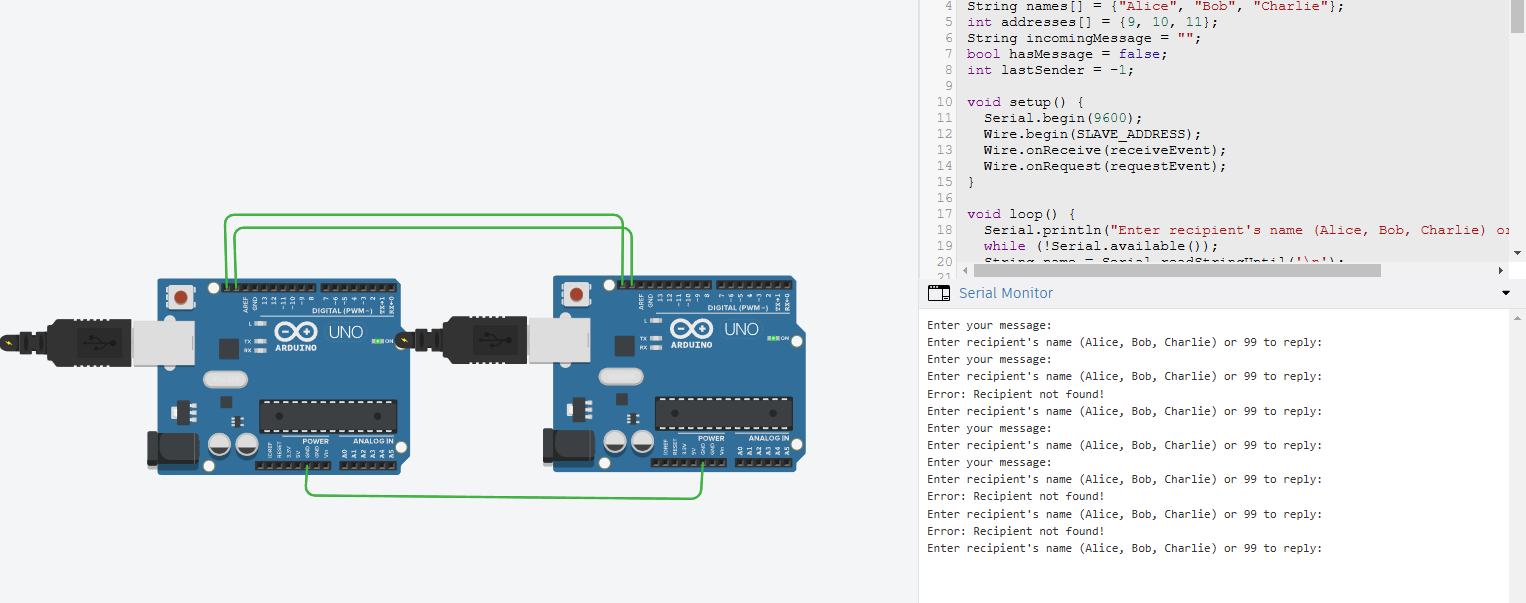 4 String names[] = {"Alice", "Bob", "Charlie"};
5 int addresses[] = {9, 10, 11};
6 String incomingMessage = "";
7 bool hasMessage = false;
8 int lastSender = -1;
9
10 void setup() {
11 Serial.begin(9600);
12 Wire.begin(SLAVE_ADDRESS);
13 Wire.onReceive(receiveEvent);
14 Wire.onRequest(requestEvent);
15 }
16
17 void loop() {
18 Serial.println("Enter recipient's name (Alice, Bob, Charlie) or
19 while (!Serial.available());
20 String name = Serial.readStringUntil('\n');
21
Serial Monitor
Enter your message:
Enter recipient's name (Alice, Bob, Charlie) or 99 to reply:
Enter your message:
Enter recipient's name (Alice, Bob, Charlie) or 99 to reply:
Error: Recipient not found!
Enter recipient's name (Alice, Bob, Charlie) or 99 to reply:
Enter your message:
Enter recipient's name (Alice, Bob, Charlie) or 99 to reply:
Enter your message:
Enter recipient's name (Alice, Bob, Charlie) or 99 to reply:
Error: Recipient not found!
Enter recipient's name (Alice, Bob, Charlie) or 99 to reply:
Error: Recipient not found!
Enter recipient's name (Alice, Bob, Charlie) or 99 to reply:
AREF
GND
13
12
~11
~10
~9
8
7
~6
~5
4
~3
2
TX→1
RX←0
DIGITAL (PWM~)
L
TX
RX
UNO
ARDUINO
ON
POWER
ANALOG IN
IOREF
RESET
3.3V
5V
GND
GND
Vin
A0
A1
A2
A3
A4
A5
AREF
GND
13
12
~11
~10
~9
8
7
~6
~5
4
~3
2
TX→1
RX←0
DIGITAL (PWM~)
L
TX
RX
UNO
ARDUINO
ON
POWER
ANALOG IN
IOREF
RESET
3.3V
5V
GND
GND
Vin
A0
A1
A2
A3
A4
A5